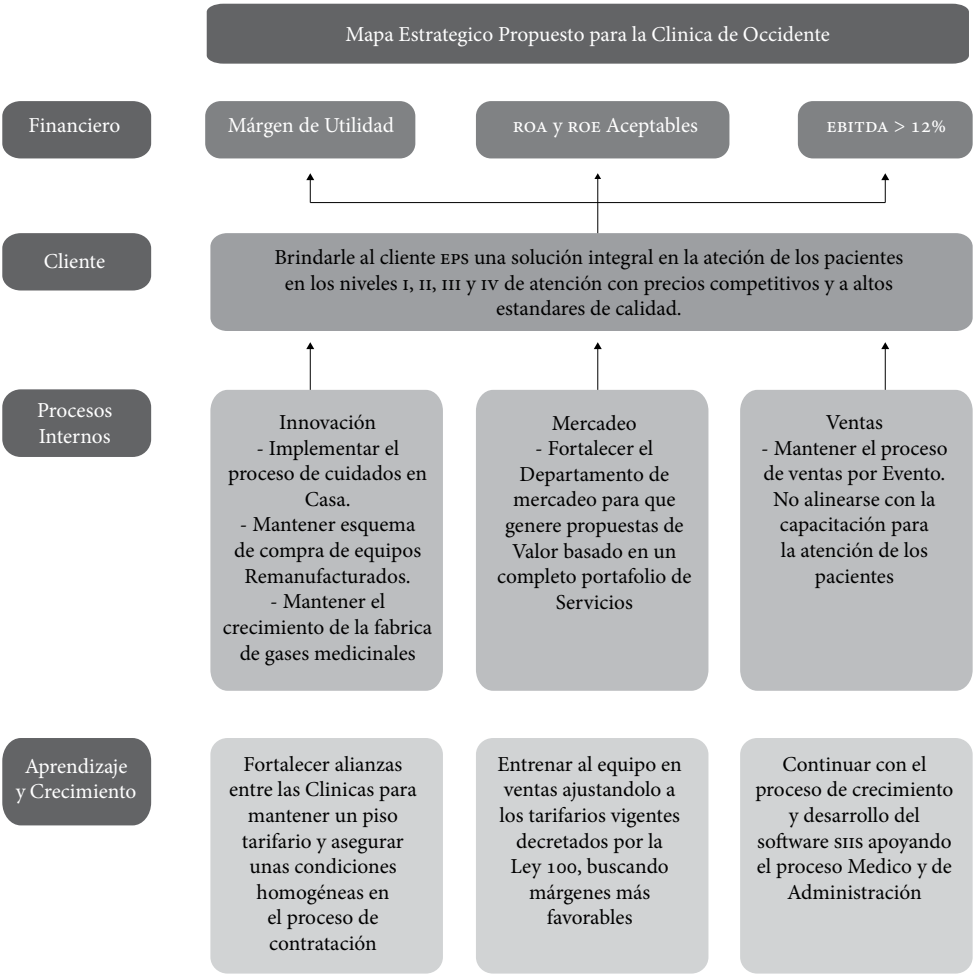 Mapa Estrategico Propuesto para la Clinica de Occidente
Financiero
Márgen de Utilidad
ROA y ROE Aceptables
EBITDA > 12%
Cliente
Brindarle al cliente EPS una solución integral en la ateción de los pacientes
en los niveles I, II, III y IV de atención con precios competitivos y a altos
estandares de calidad.
Procesos
Internos
Innovación
- Implementar el
proceso de cuidados en
Casa.
- Mantener esquema
de compra de equipos
Remanufacturados.
- Mantener el
crecimiento de la fabrica
de gases medicinales
Mercadeo
- Fortalecer el
Departamento de
mercadeo para que
genere propuestas de
Valor basado en un
completo portafolio de
Servicios
Ventas
- Mantener el proceso
de ventas por Evento.
No alinearse con la
capacitación para
la atención de los
pacientes
Aprendizaje
y Crecimiento
Fortalecer alianzas
entre las Clinicas para
mantener un piso
tarifario y asegurar
unas condiciones
homogéneas en
el proceso de
contratación
Entrenar al equipo en
ventas ajustandolo a
los tarifarios vigentes
decretados por la
Ley 100, buscando
márgenes más
favorables
Continuar con el
proceso de crecimiento
y desarrollo del
software SIIS apoyando
el proceso Medico y de
Administración